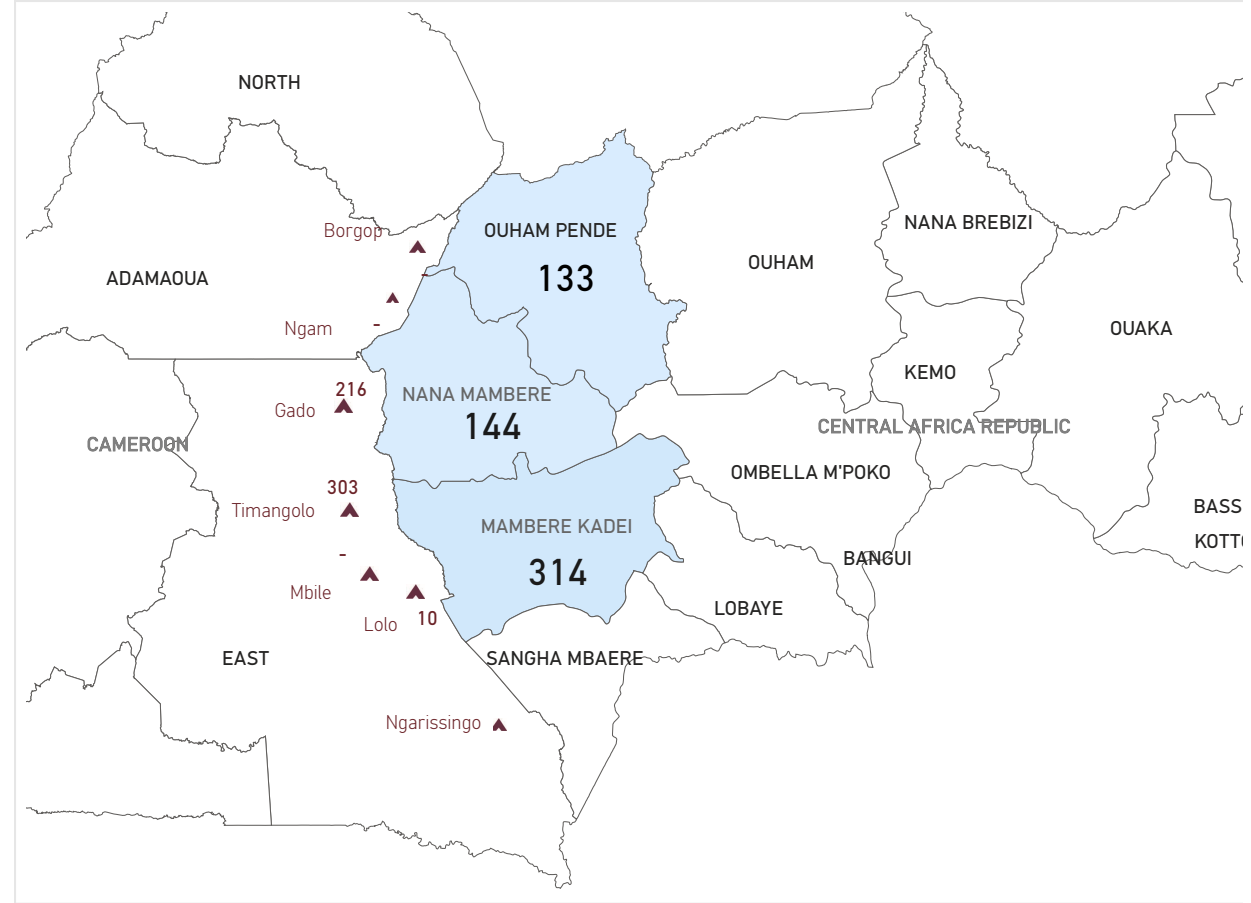 NORTH
NANA BREBIZI
Borgop
OUHAM PENDE
OUHAM
ADAMAOUA
133
-
Ngam
-
OUAKA
KEMO
216
Gado
NANA MAMBERE
144
CENTRAL AFRICA REPUBLIC
CAMEROON
OMBELLA M'POKO
303
Timangolo
BASS
MAMBERE KADEI
KOTTO
-
BANGUI
314
Mbile
Lolo
10
LOBAYE
EAST
SANGHA MBAERE
Ngarissingo